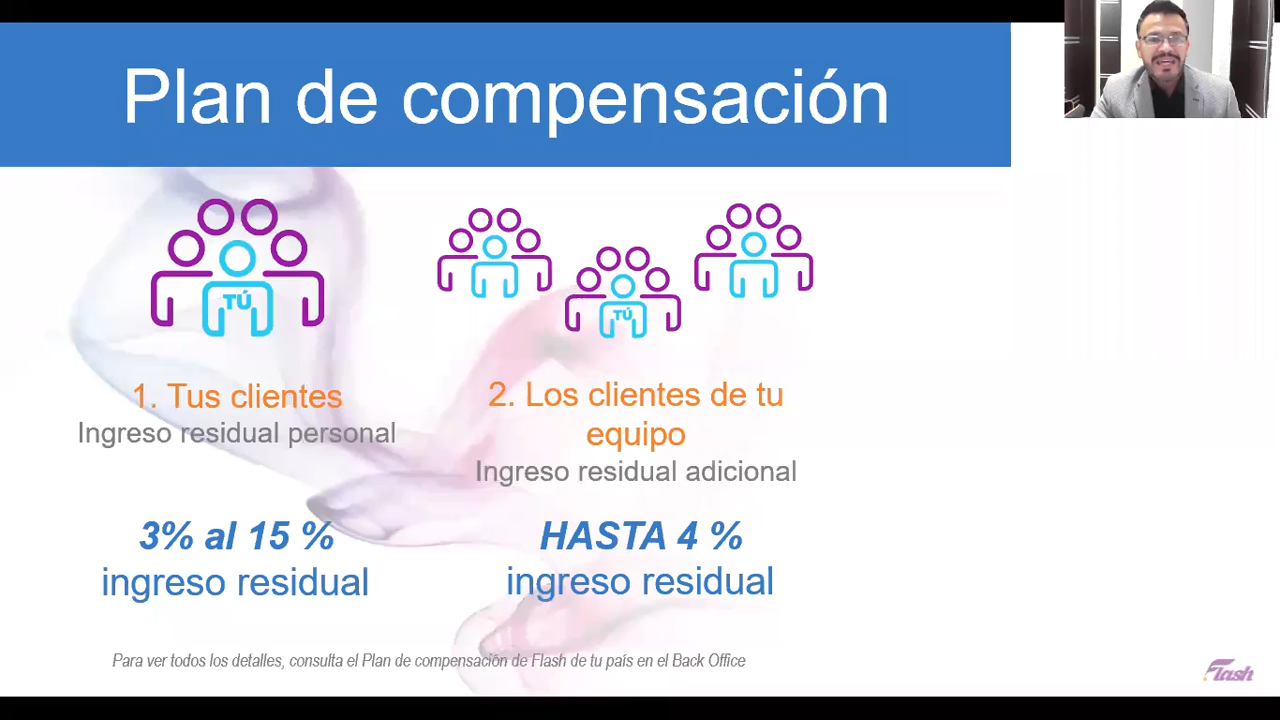 Plan de compensación
TÚ
TÚ
1. Tus clientes
Ingreso residual personal
3% al 15 %
ingreso residual
2. Los clientes de tu
equipo
Ingreso residual adicional
HASTA 4 %
ingreso residual
Para ver todos los detalles, consulta el Plan de compensación de Flash de tu país en el Back Office
Flash